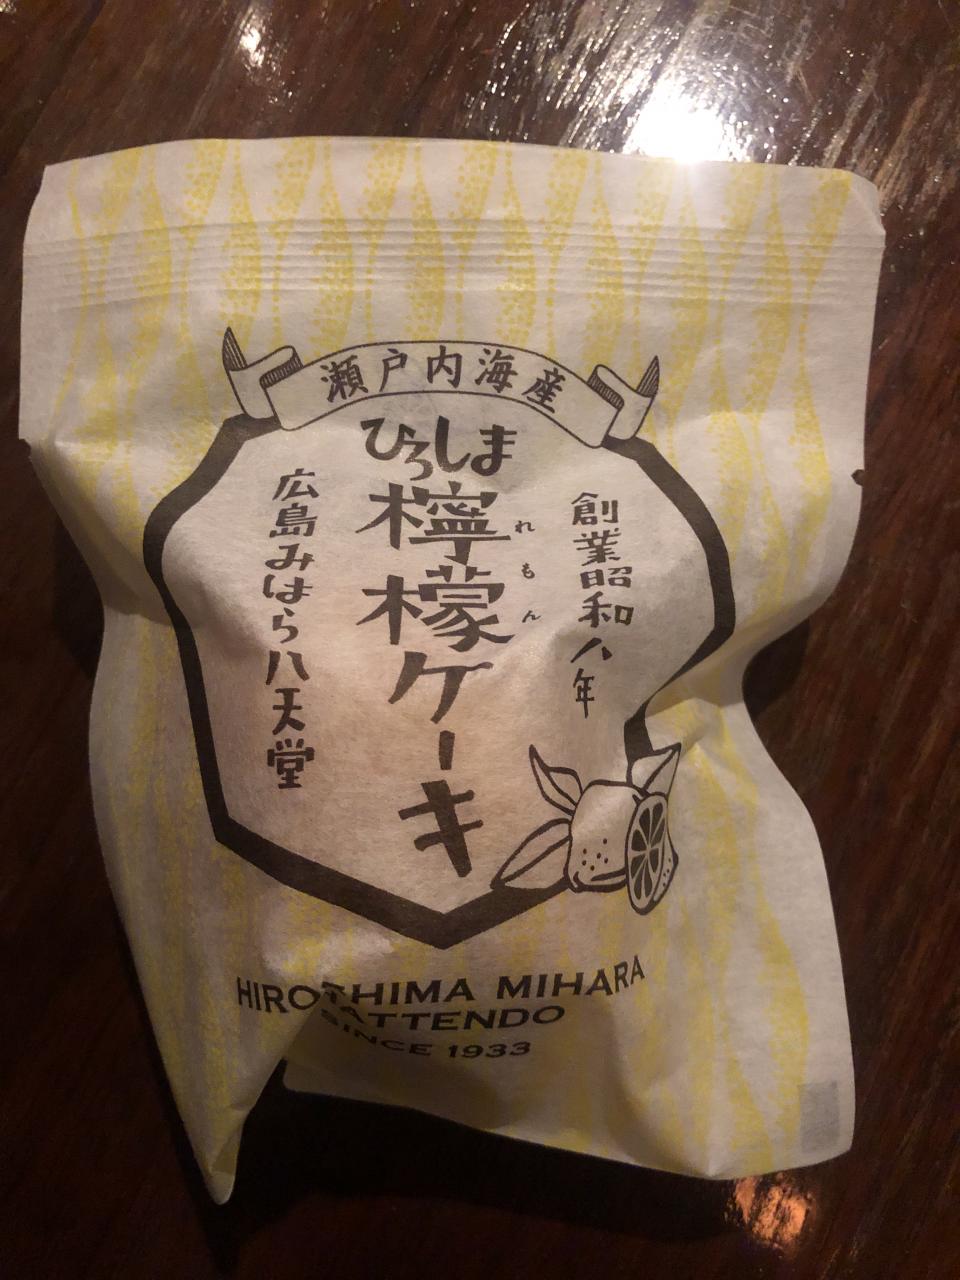 瀬戸内海産
創業昭和八年
ひろしま
檸檬ケーキ
れもん
広島みはら八天堂
HIROSHIMA MIHARA
HATTENDO
SINCE 1933